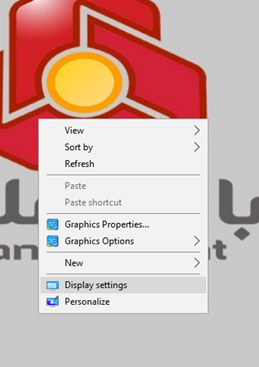 View
Sort by
Refresh
Paste
Paste shortcut
Graphics Properties...
Graphics Options
New
Display settings
Personalize